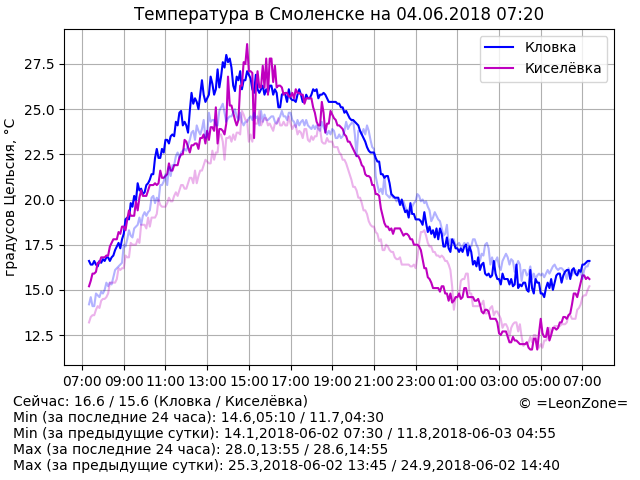 Температура в Смоленске на 04.06.2018 07:20
Кловка
Киселёвка
градусов Цельсия, °C
27.5
25.0
22.5
20.0
17.5
15.0
12.5
07:00 09:00 11:00 13:00 15:00 17:00 19:00 21:00 23:00 01:00 03:00 05:00 07:00
Сейчас: 16.6 / 15.6 (Кловка / Киселёвка)
© =LeonZone=
Min (за последние 24 часа): 14.6,05:10 / 11.7,04:30
Min (за предыдущие сутки): 14.1,2018-06-02 07:30 / 11.8,2018-06-03 04:55
Max (за последние 24 часа): 28.0,13:55 / 28.6,14:55
Max (за предыдущие сутки): 25.3,2018-06-02 13:45 / 24.9,2018-06-02 14:40